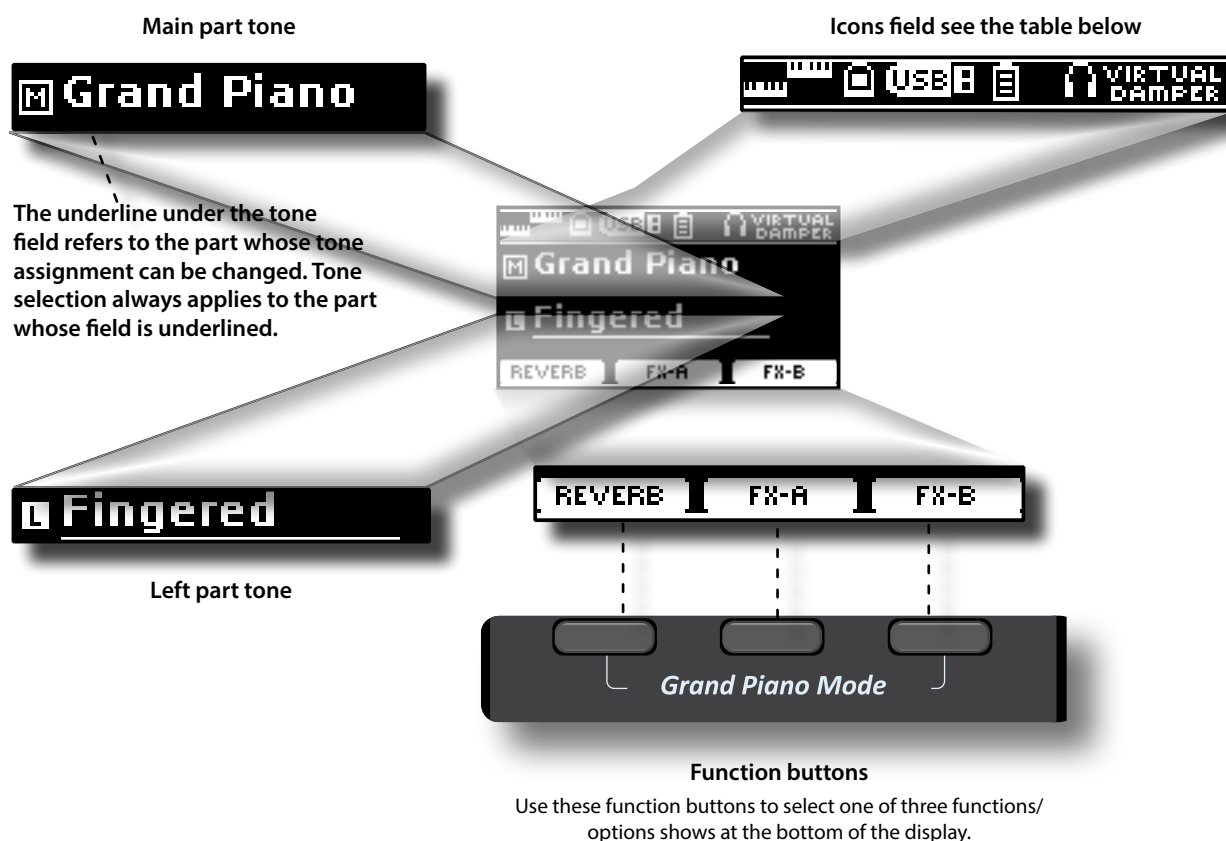 Main part tone
Icons field see the table below
M Grand Piano
USB VIRTUAL DAMPER
The underline under the tone
field refers to the part whose tone
assignment can be changed. Tone
selection always applies to the part
whose field is underlined.
USB VIRTUAL DAMPER
M Grand Piano
L Fingered
REVERB FX-A FX-B
L Fingered
Left part tone
REVERB FX-A FX-B
Grand Piano Mode
Function buttons
Use these function buttons to select one of three functions/
options shows at the bottom of the display.